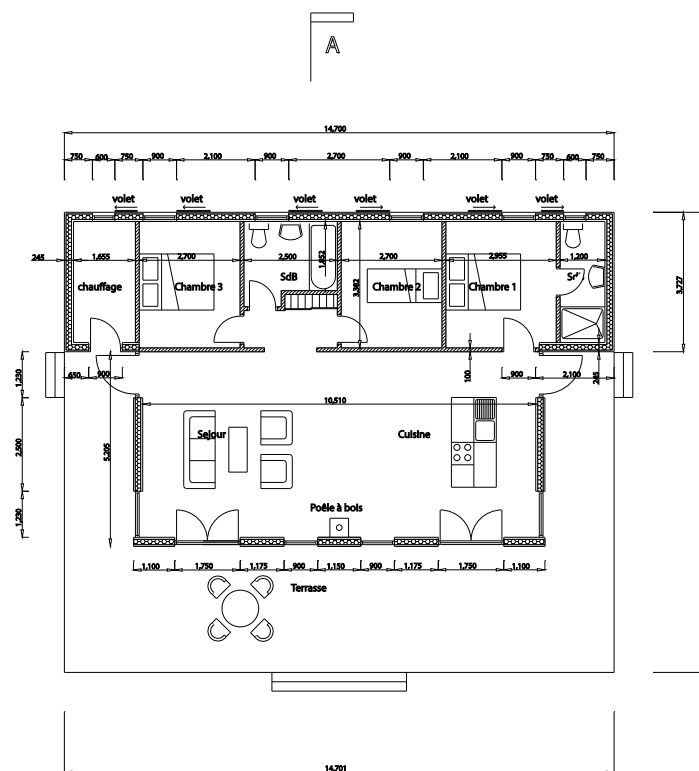 A
14,700
750 600 750 900 2,100 900 2,700 900 2,100 900 750 600 750
volet volet volet volet volet volet
245 1,655 2,700 2,500 1,852 3,382 2,700 2,955 1,200
chauffage Chambre 3 SdB Chambre 2 Chambre 1
3,727
1,230 650 900 100 900 2,100 245
10,510
2,500 5,205 Sejour Cuisine
1,230 Poêle à bois
1,100 1,750 1,175 900 1,150 900 1,175 1,750 1,100
Terrasse
14,701